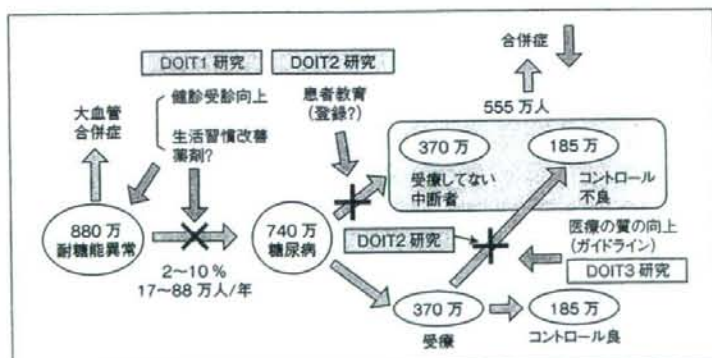 DOIT1 研究
健診受診向上
生活習慣改善
薬剤?
大血管
合併症
880 万
耐糖能異常
2〜10 %
17〜88 万人/年
DOIT2 研究
患者教育
(登録?)
740 万
糖尿病
合併症
555 万人
370 万
受療してない
中断者
185 万
コントロール
不良
DOIT2 研究
医療の質の向上
(ガイドライン)
DOIT3 研究
370 万
受療
185 万
コントロール良